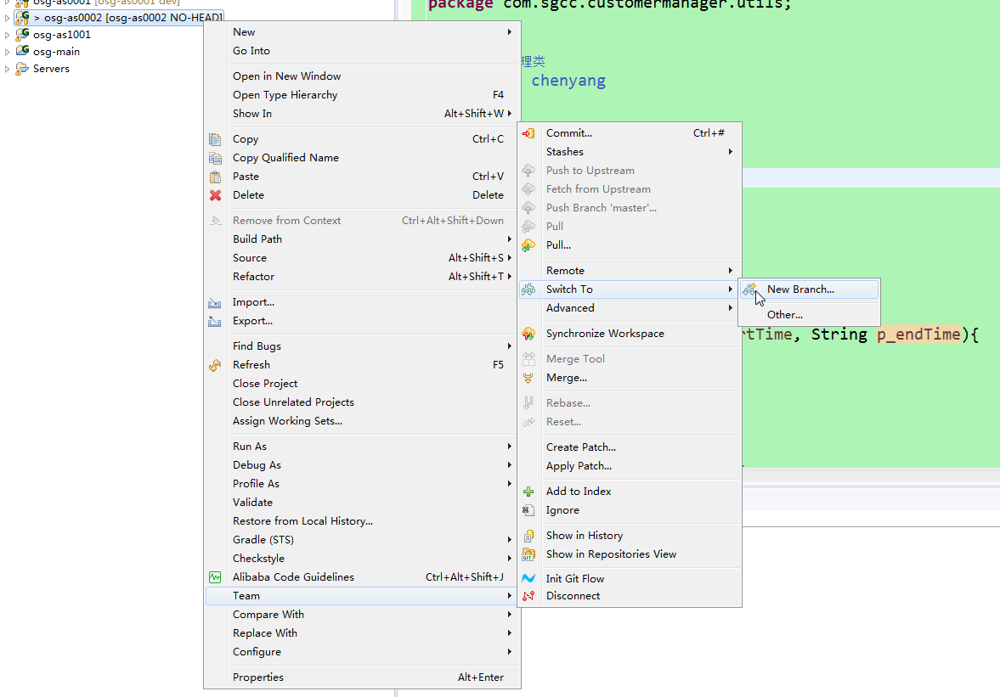 osg-as0001 [osg-as0001 dev]
> osg-as0002 [osg-as0002 NO-HEAD]
osg-as1001
osg-main
Servers
package com.sgcc.customermanager.utils;
理类
chenyang
rtTime, String p_endTime){
New
Go Into
Open in New Window
Open Type Hierarchy F4
Show In Alt+Shift+W
Copy Ctrl+C
Copy Qualified Name
Paste Ctrl+V
Delete Delete
Remove from Context Ctrl+Alt+Shift+Down
Build Path
Source Alt+Shift+S
Refactor Alt+Shift+T
Import...
Export...
Find Bugs
Refresh F5
Close Project
Close Unrelated Projects
Assign Working Sets...
Run As
Debug As
Profile As
Validate
Restore from Local History...
Gradle (STS)
Checkstyle
Alibaba Code Guidelines Ctrl+Alt+Shift+J
Team
Compare With
Replace With
Configure
Properties Alt+Enter
Commit... Ctrl+#
Stashes
Push to Upstream
Fetch from Upstream
Push Branch 'master'...
Pull
Pull...
Remote
Switch To
Advanced
Synchronize Workspace
Merge Tool
Merge...
Rebase...
Reset...
Create Patch...
Apply Patch...
Add to Index
Ignore
Show in History
Show in Repositories View
Init Git Flow
Disconnect
New Branch...
Other...